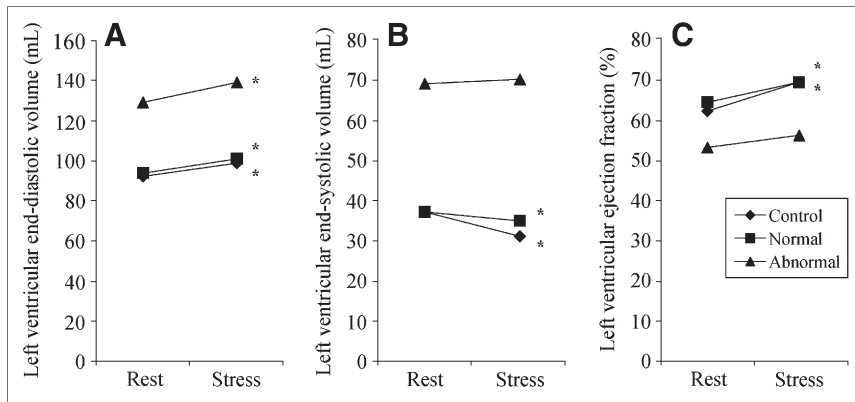 A
Left ventricular end-diastolic volume (mL)
160
140
120
100
80
60
40
20
0
*
*
*
Rest Stress
B
Left ventricular end-systolic volume (mL)
80
70
60
50
40
30
20
10
0
*
*
Rest Stress
C
Left ventricular ejection fraction (%)
80
70
60
50
40
30
20
10
0
*
*
Control
Normal
Abnormal
Rest Stress